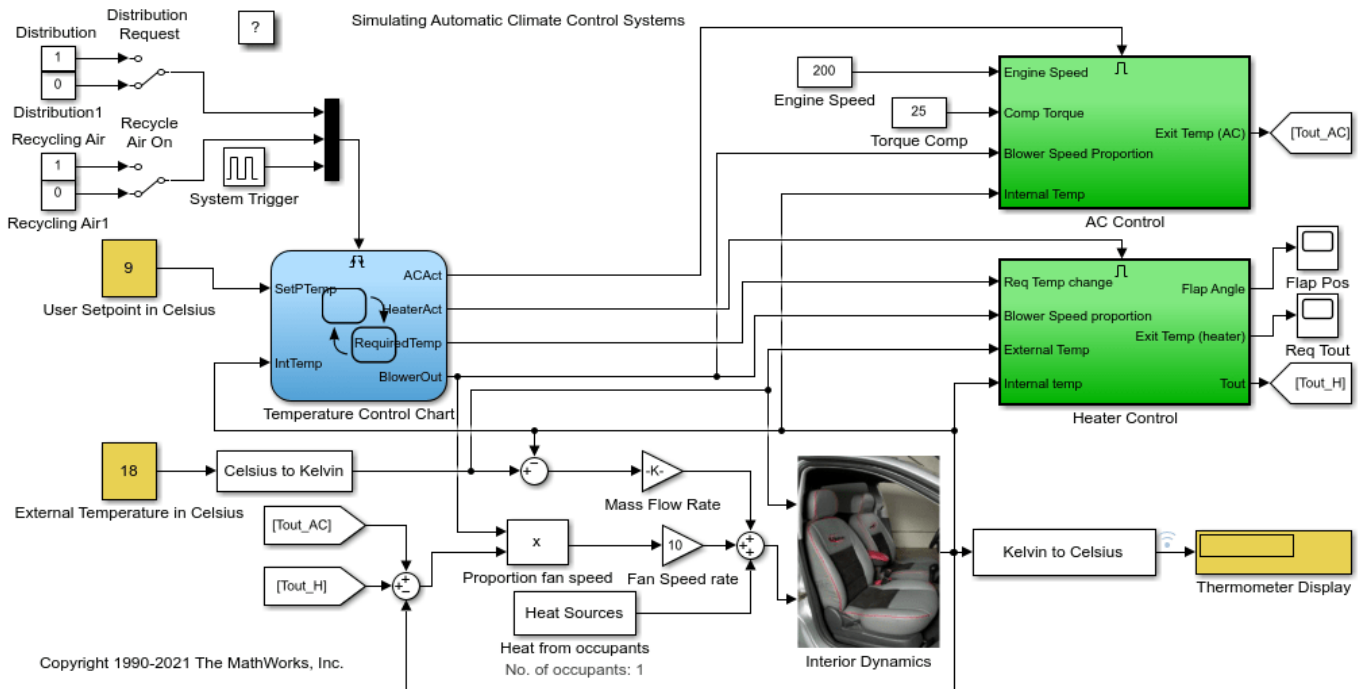 Simulating Automatic Climate Control Systems
Distribution
1
0
Distribution1
Distribution
Request
?
Recycling Air
1
0
Recycling Air1
Recycle
Air On
System Trigger
200
Engine Speed
25
Torque Comp
Engine Speed
Comp Torque
Blower Speed Proportion
Internal Temp
Exit Temp (AC)
AC Control
[Tout_AC]
9
User Setpoint in Celsius
SetPTemp
IntTemp
ACAct
HeaterAct
RequiredTemp
BlowerOut
Temperature Control Chart
Req Temp change
Blower Speed proportion
External Temp
Internal temp
Flap Angle
Exit Temp (heater)
Tout
Heater Control
Flap Pos
Req Tout
[Tout_H]
18
External Temperature in Celsius
Celsius to Kelvin
-K-
Mass Flow Rate
[Tout_AC]
[Tout_H]
x
Proportion fan speed
10
Fan Speed rate
Heat Sources
Heat from occupants
No. of occupants: 1
Interior Dynamics
Kelvin to Celsius
Thermometer Display
Copyright 1990-2021 The MathWorks, Inc.